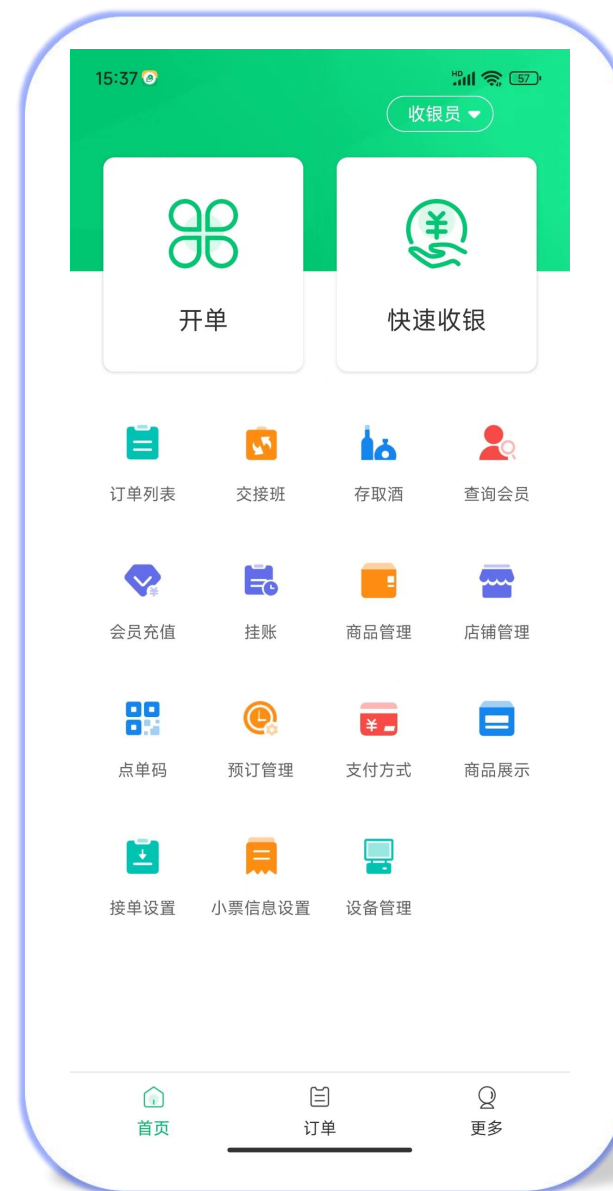 15:37 HD 57
收银员
开单 快速收银
订单列表 交接班 存取酒 查询会员
会员充值 挂账 商品管理 店铺管理
点单码 预订管理 支付方式 商品展示
接单设置 小票信息设置 设备管理
首页 订单 更多